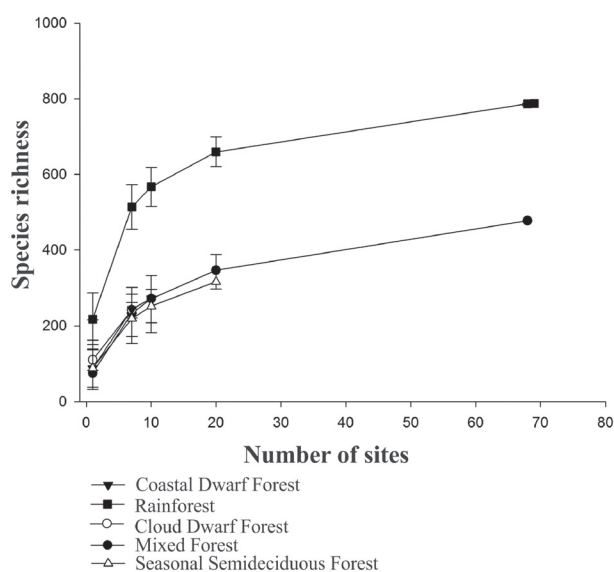 1000
800
600
400
200
0
Species richness
0 10 20 30 40 50 60 70 80
Number of sites
Coastal Dwarf Forest
Rainforest
Cloud Dwarf Forest
Mixed Forest
Seasonal Semideciduous Forest